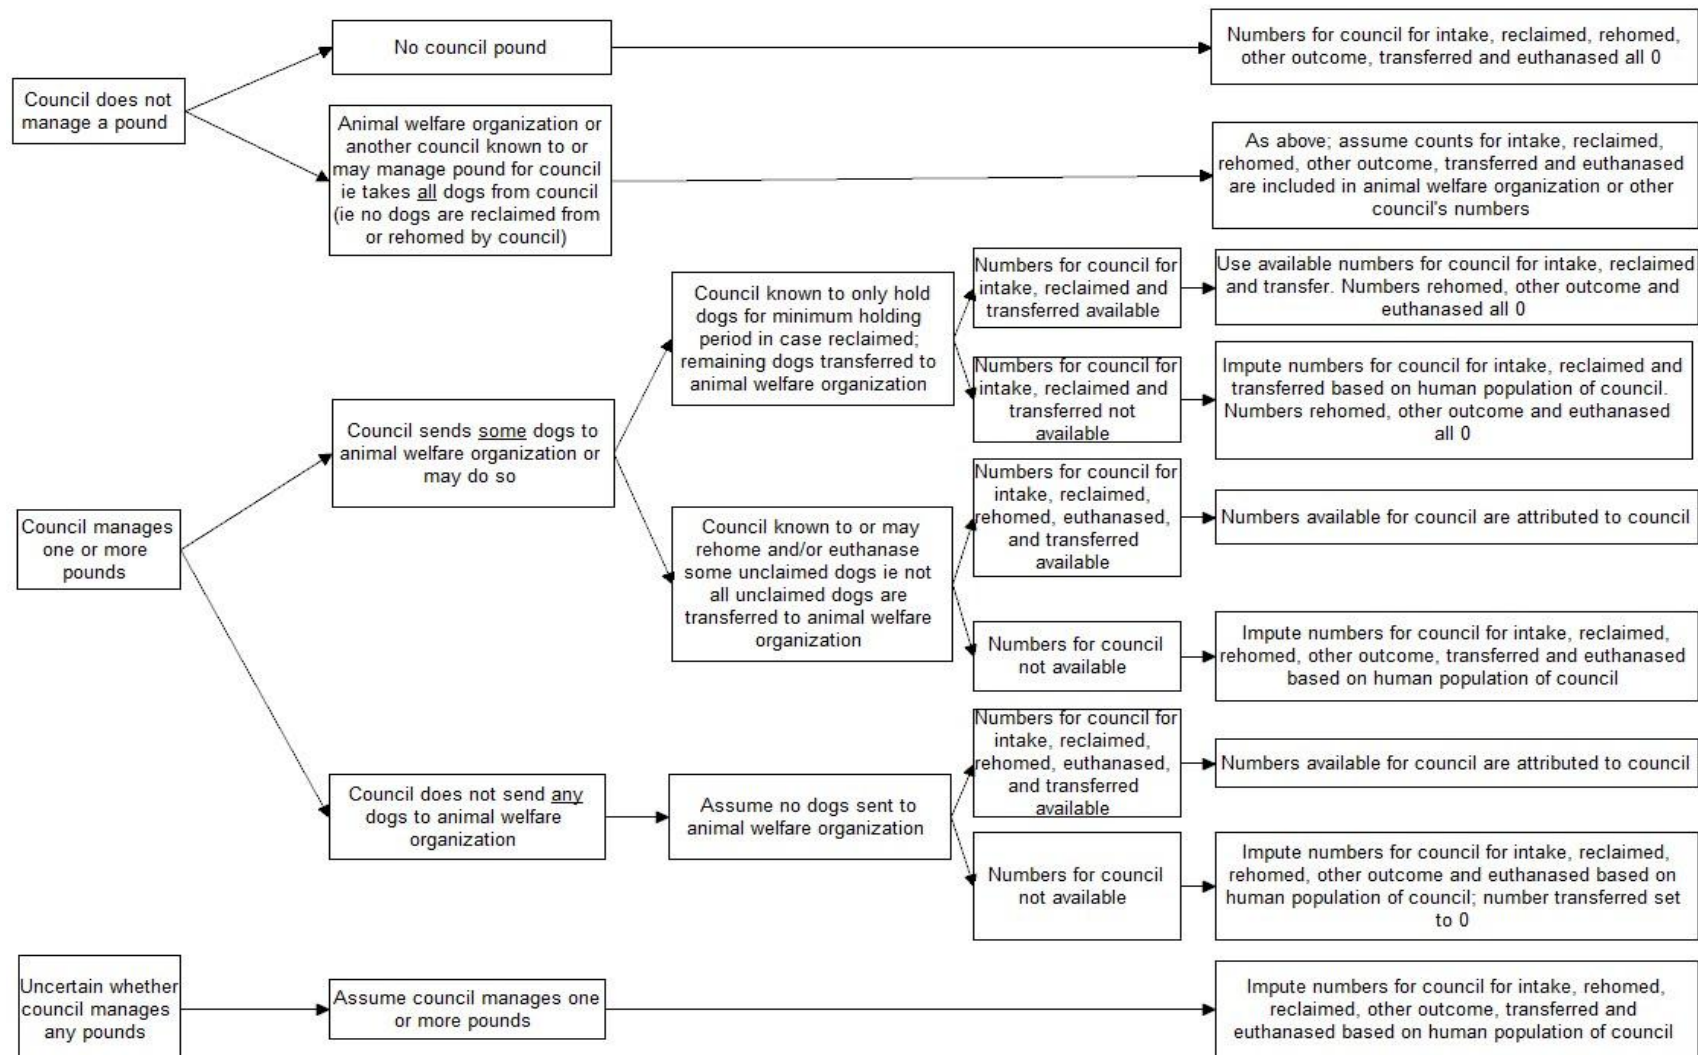 No council pound
Numbers for council for intake, reclaimed, rehomed,
other outcome, transferred and euthanased all 0
Council does not
manage a pound
Animal welfare organization or
another council known to or
may manage pound for council
ie takes all dogs from council
(ie no dogs are reclaimed from
or rehomed by council)
As above; assume counts for intake, reclaimed,
rehomed, other outcome, transferred and euthanased
are included in animal welfare organization or other
council's numbers
Council manages
one or more
pounds
Council sends some dogs to
animal welfare organization or
may do so
Council known to only hold
dogs for minimum holding
period in case reclaimed;
remaining dogs transferred to
animal welfare organization
Numbers for council for
intake, reclaimed and
transferred available
Use available numbers for council for intake, reclaimed
and transfer. Numbers rehomed, other outcome and
euthanased all 0
Numbers for council for
intake, reclaimed and
transferred not
available
Impute numbers for council for intake, reclaimed and
transferred based on human population of council.
Numbers rehomed, other outcome and euthanased
all 0
Council known to or may
rehome and/or euthanase
some unclaimed dogs ie not
all unclaimed dogs are
transferred to animal welfare
organization
Numbers for council for
intake, reclaimed,
rehomed, euthanased,
and transferred
available
Numbers available for council are attributed to council
Numbers for council
not available
Impute numbers for council for intake, reclaimed,
rehomed, other outcome, transferred and euthanased
based on human population of council
Council does not send any
dogs to animal welfare
organization
Assume no dogs sent to
animal welfare organization
Numbers for council for
intake, reclaimed,
rehomed, euthanased,
and transferred
available
Numbers available for council are attributed to council
Numbers for council
not available
Impute numbers for council for intake, reclaimed,
rehomed, other outcome and euthanased based on
human population of council; number transferred set
to 0
Uncertain whether
council manages
any pounds
Assume council manages one
or more pounds
Impute numbers for council for intake, rehomed,
reclaimed, other outcome, transferred and
euthanased based on human population of council